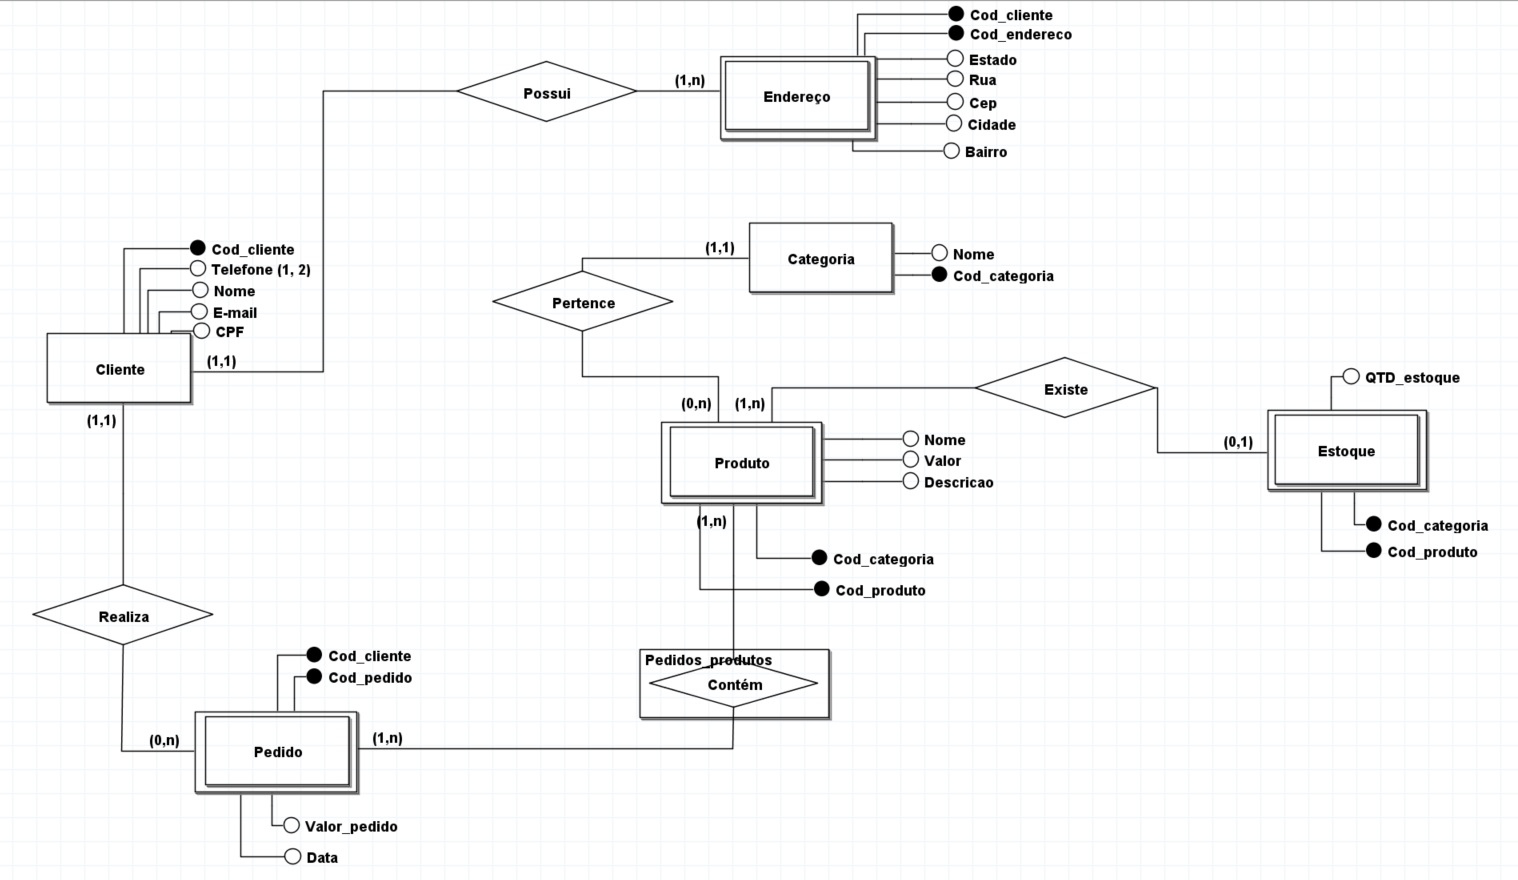 Cod_cliente
Cod_endereco
Estado
Rua
Cep
Cidade
Bairro
Possui
(1,n)
Endereço
Cod_cliente
Telefone (1, 2)
Nome
E-mail
CPF
Cliente
(1,1)
(1,1)
(1,1)
Categoria
Nome
Cod_categoria
Pertence
(0,n)
(1,n)
Existe
QTD_estoque
(0,1)
Estoque
Cod_categoria
Cod_produto
Produto
Nome
Valor
Descricao
(1,n)
Cod_categoria
Cod_produto
Realiza
Cod_cliente
Cod_pedido
Pedidos_produtos
Contém
(0,n)
Pedido
(1,n)
Valor_pedido
Data